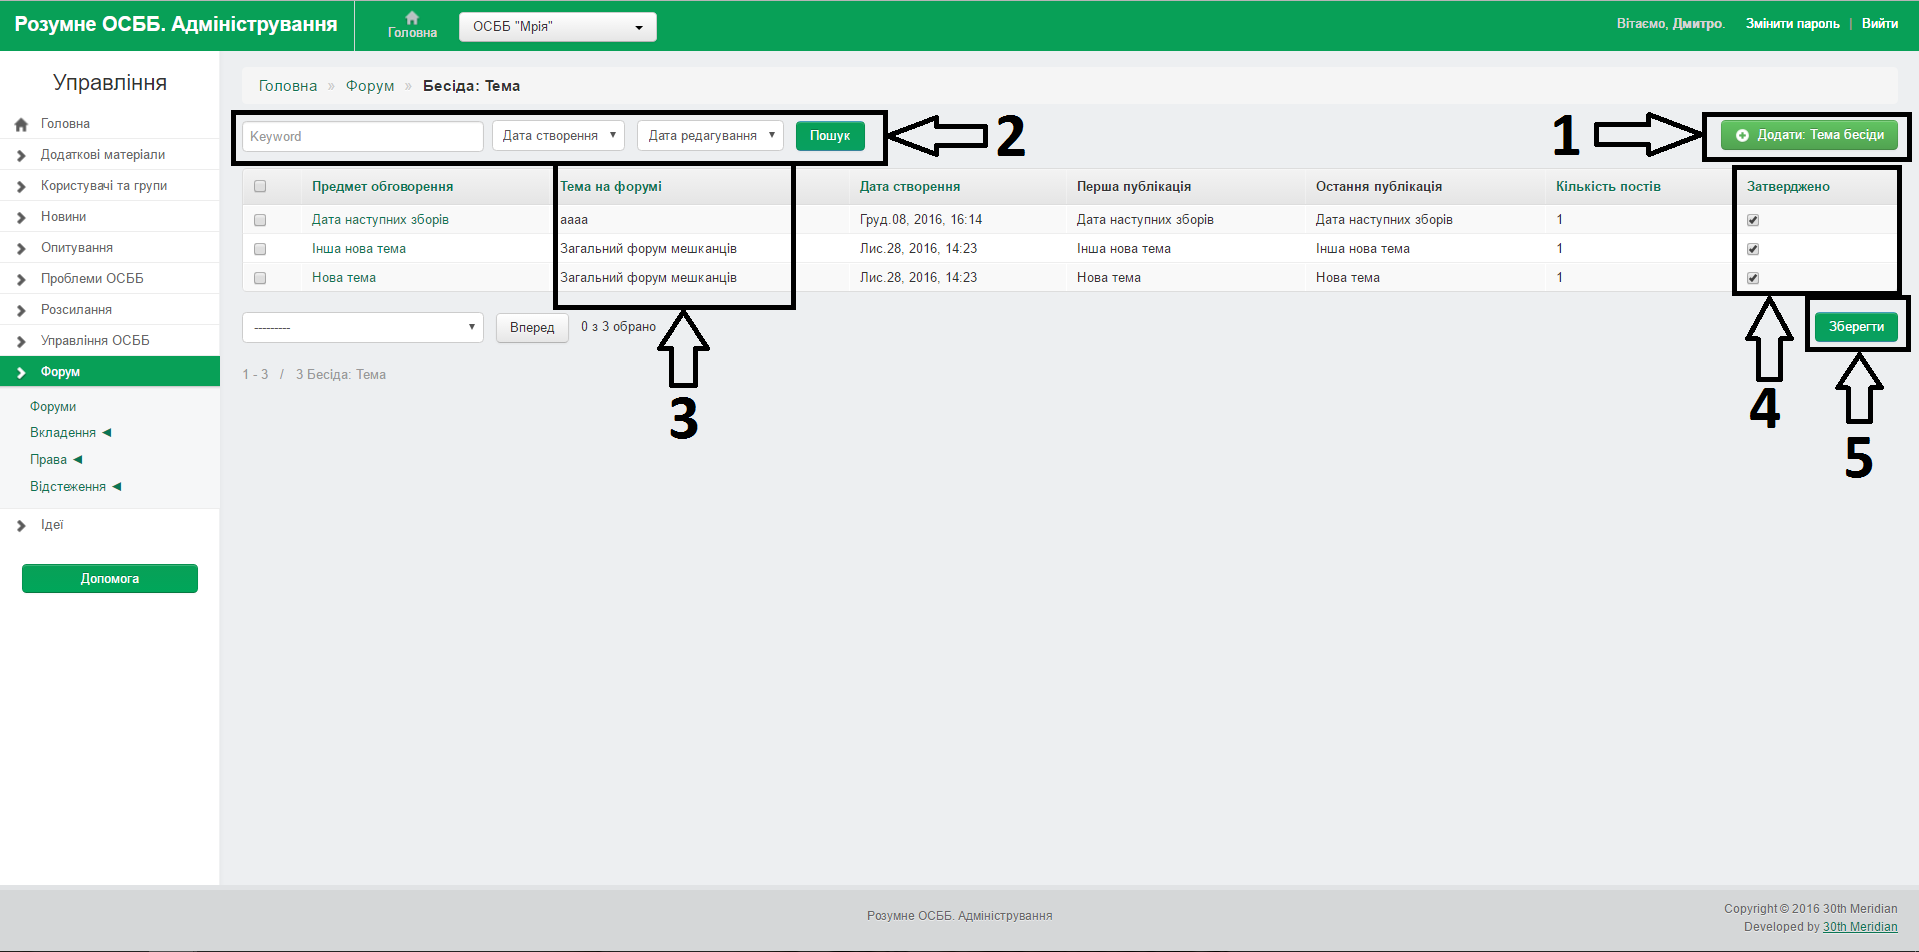 Розумне ОСББ. Адміністрування
Головна
ОСББ "Мрія"
Вітаємо, Дмитро. Змінити пароль | Вийти
Управління
Головна
Додаткові матеріали
Користувачі та групи
Новини
Опитування
Проблеми ОСББ
Розсилання
Управління ОСББ
Форум
Форуми
Вкладення
Права
Відстеження
Ідеї
Допомога
Головна » Форум » Бесіда: Тема
Keyword Дата створення Дата редагування Пошук 2 1 Додати: Тема бесіди
Предмет обговорення Тема на форумі Дата створення Перша публікація Остання публікація Кількість постів Затверджено
Дата наступних зборів аааа Груд.08, 2016, 16:14 Дата наступних зборів Дата наступних зборів 1
Інша нова тема Загальний форум мешканців Лис.28, 2016, 14:23 Інша нова тема Інша нова тема 1
Нова тема Загальний форум мешканців Лис.28, 2016, 14:23 Нова тема Нова тема 1
--------- Вперед 0 з 3 обрано Зберегти
1 - 3 / 3 Бесіда: Тема
3 4 5
Розумне ОСББ. Адміністрування
Copyright © 2016 30th Meridian
Developed by 30th Meridian